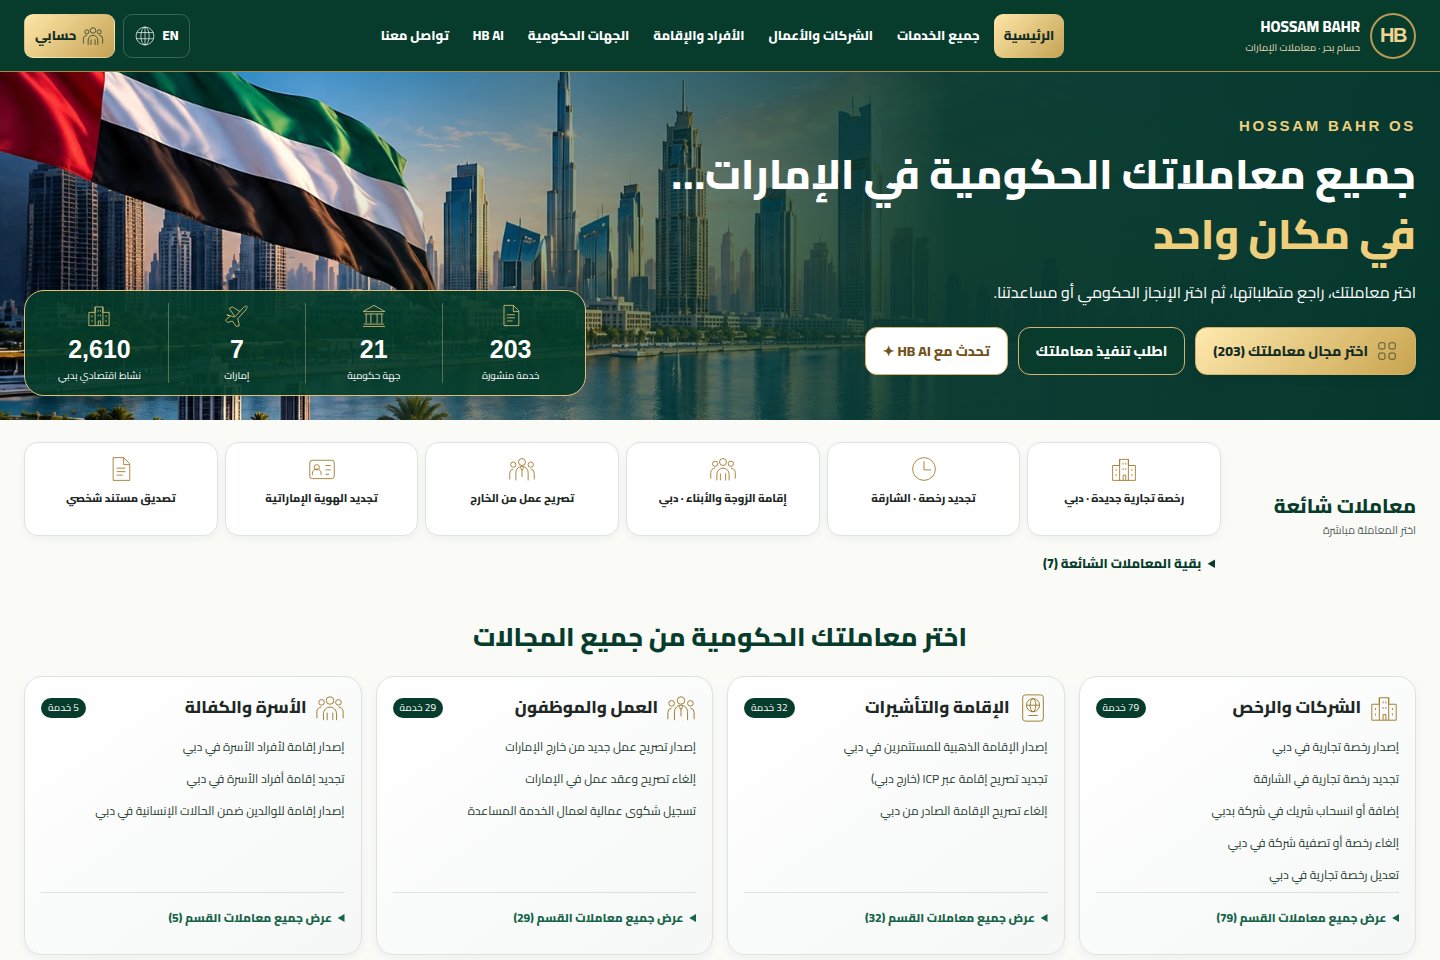 HOSSAM BAHR
حسام بحر · معاملات الإمارات
HB
الرئيسية
جميع الخدمات
الشركات والأعمال
الأفراد والإقامة
الجهات الحكومية
HB AI
تواصل معنا
EN
حسابي
HOSSAM BAHR OS
جميع معاملاتك الحكومية في الإمارات...
في مكان واحد
اختر معاملتك، راجع متطلباتها، ثم اختر الإنجاز الحكومي أو مساعدتنا.
اختر مجال معاملتك (203)
اطلب تنفيذ معاملتك
تحدث مع HB AI ✦
203
خدمة منشورة
21
جهة حكومية
7
إمارات
2,610
نشاط اقتصادي بدبي
معاملات شائعة
اختر المعاملة مباشرة
رخصة تجارية جديدة · دبي
تجديد رخصة · الشارقة
إقامة الزوجة والأبناء · دبي
تصريح عمل من الخارج
تجديد الهوية الإماراتية
تصديق مستند شخصي
بقية المعاملات الشائعة (7)
اختر معاملتك الحكومية من جميع المجالات
الشركات والرخص
79 خدمة
إصدار رخصة تجارية في دبي
تجديد رخصة تجارية في الشارقة
إضافة أو انسحاب شريك في شركة بدبي
إلغاء رخصة أو تصفية شركة في دبي
تعديل رخصة تجارية في دبي
عرض جميع معاملات القسم (79)
الإقامة والتأشيرات
32 خدمة
إصدار الإقامة الذهبية للمستثمرين في دبي
تجديد تصريح إقامة عبر ICP (خارج دبي)
إلغاء تصريح الإقامة الصادر من دبي
عرض جميع معاملات القسم (32)
العمل والموظفون
29 خدمة
إصدار تصريح عمل جديد من خارج الإمارات
إلغاء تصريح وعقد عمل في الإمارات
تسجيل شكوى عمالية لعمال الخدمة المساعدة
عرض جميع معاملات القسم (29)
الأسرة والكفالة
5 خدمة
إصدار إقامة لأفراد الأسرة في دبي
تجديد إقامة أفراد الأسرة في دبي
إصدار إقامة للوالدين ضمن الحالات الإنسانية في دبي
عرض جميع معاملات القسم (5)